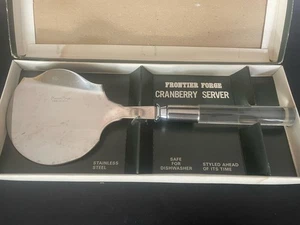 FRONTIER FORGE
CRANBERRY SERVER
STAINLESS
STEEL
SAFE
FOR
DISHWASHER
STYLED AHEAD
OF ITS TIME